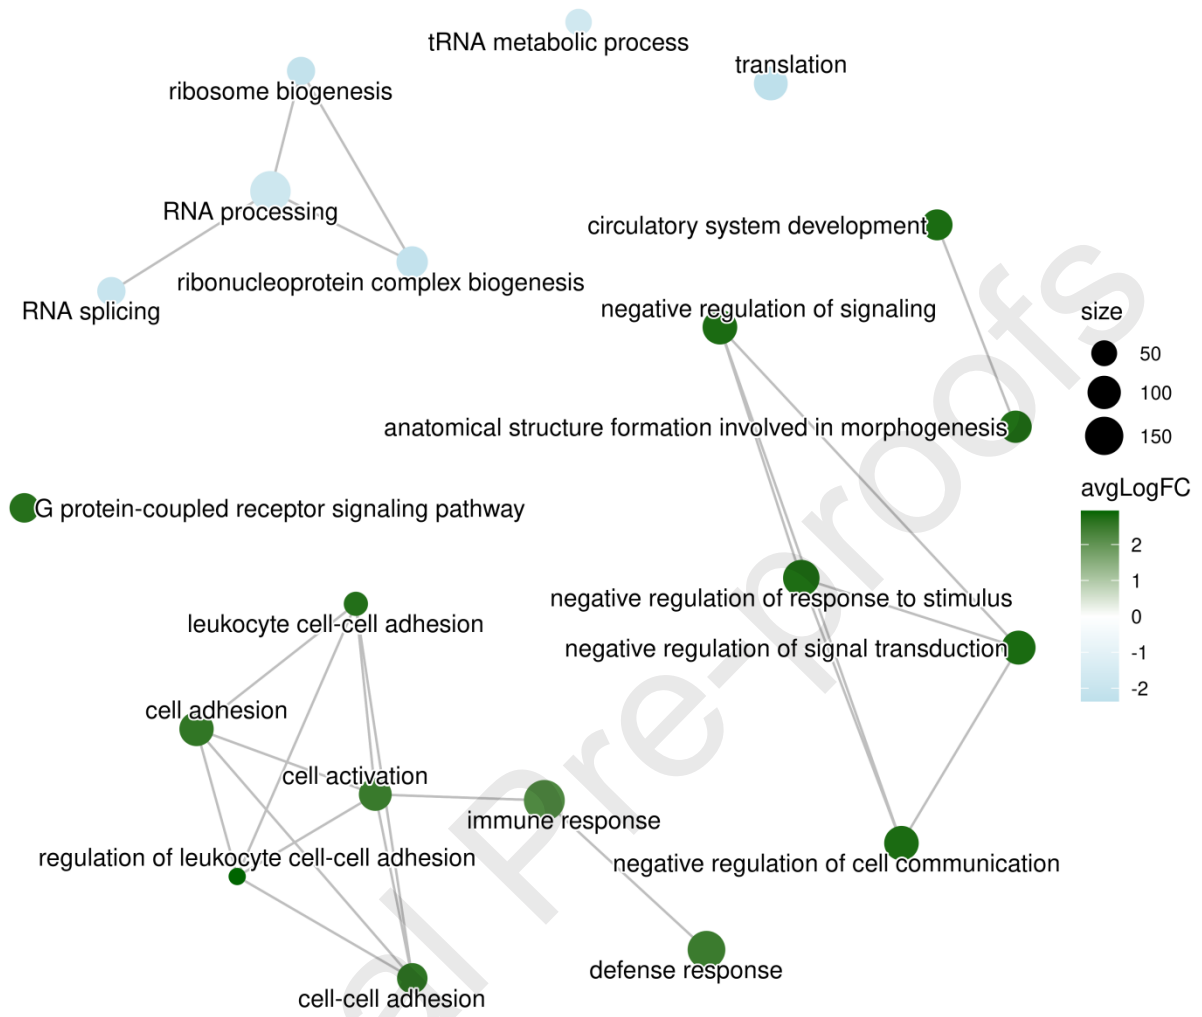 tRNA metabolic process
translation
ribosome biogenesis
RNA processing
circulatory system development
ribonucleoprotein complex biogenesis
RNA splicing
negative regulation of signaling
size
50
100
150
anatomical structure formation involved in morphogenesis
avgLogFC
2
1
0
-1
-2
G protein-coupled receptor signaling pathway
negative regulation of response to stimulus
leukocyte cell-cell adhesion
negative regulation of signal transduction
cell adhesion
cell activation
immune response
regulation of leukocyte cell-cell adhesion
negative regulation of cell communication
defense response
cell-cell adhesion
al Pre-proofs